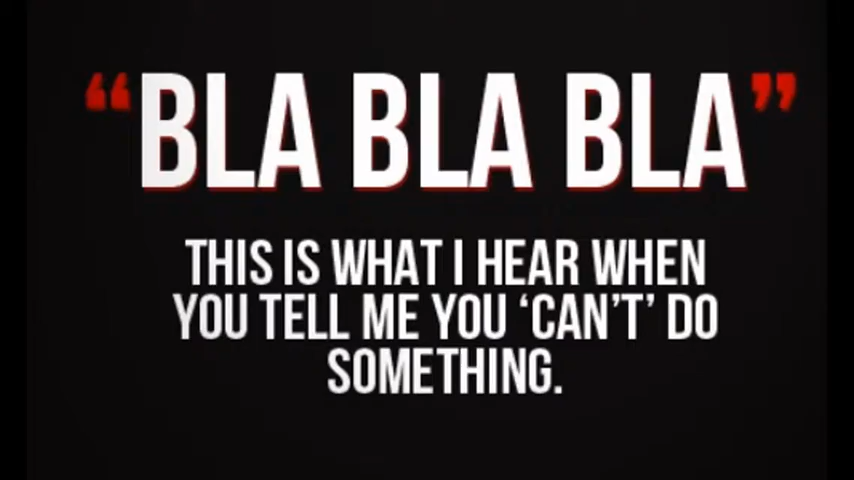 “BLA BLA BLA”
THIS IS WHAT I HEAR WHEN
YOU TELL ME YOU ‘CAN’T’ DO
SOMETHING.